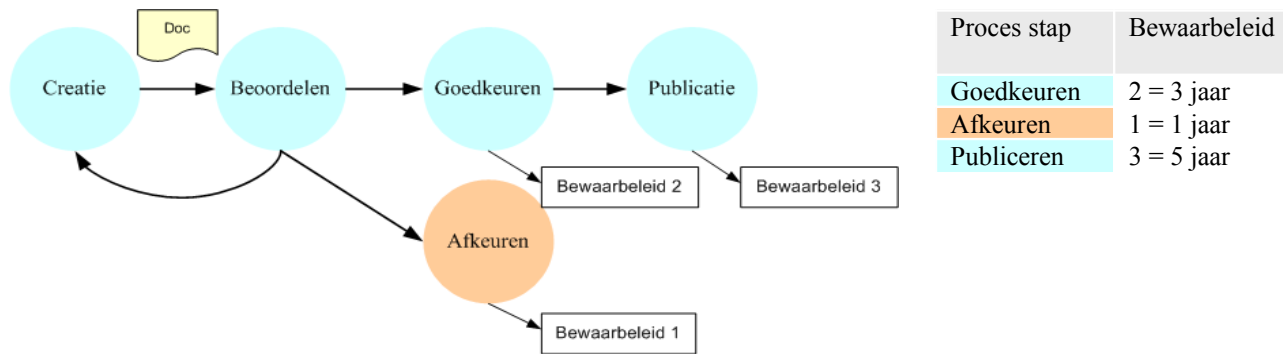 Doc
Creatie
Beoordelen
Goedkeuren
Publicatie
Bewaarbeleid 2
Bewaarbeleid 3
Afkeuren
Bewaarbeleid 1
Proces stap Bewaarbeleid
Goedkeuren 2 = 3 jaar
Afkeuren 1 = 1 jaar
Publiceren 3 = 5 jaar